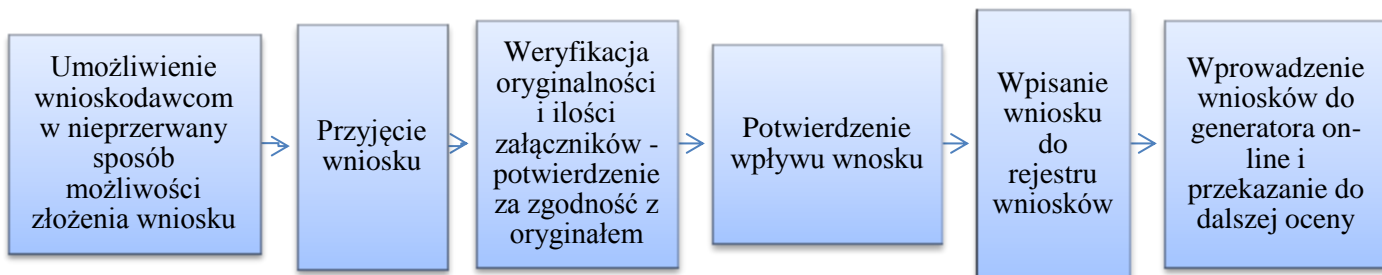 Umożliwienie
wnioskodawcom
w nieprzerwany
sposób
możliwości
złożenia wniosku
Przyjęcie
wniosku
Weryfikacja
oryginalności
i ilości
załączników -
potwierdzenie
za zgodność z
oryginałem
Potwierdzenie
wpływu wnosku
Wpisanie
wniosku
do
rejestru
wniosków
Wprowadzenie
wniosków do
generatora on-
line i
przekazanie do
dalszej oceny